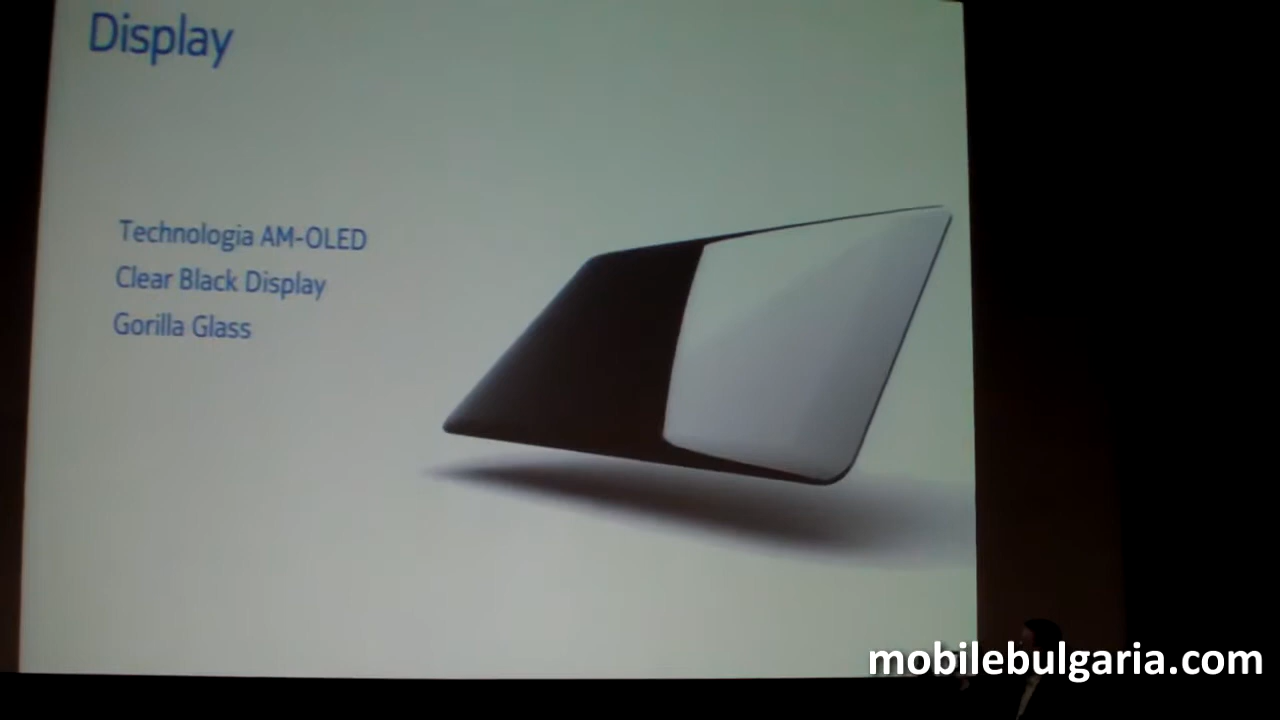 Display
Technologia AM-OLED
Clear Black Display
Gorilla Glass
mobilebulgaria.com